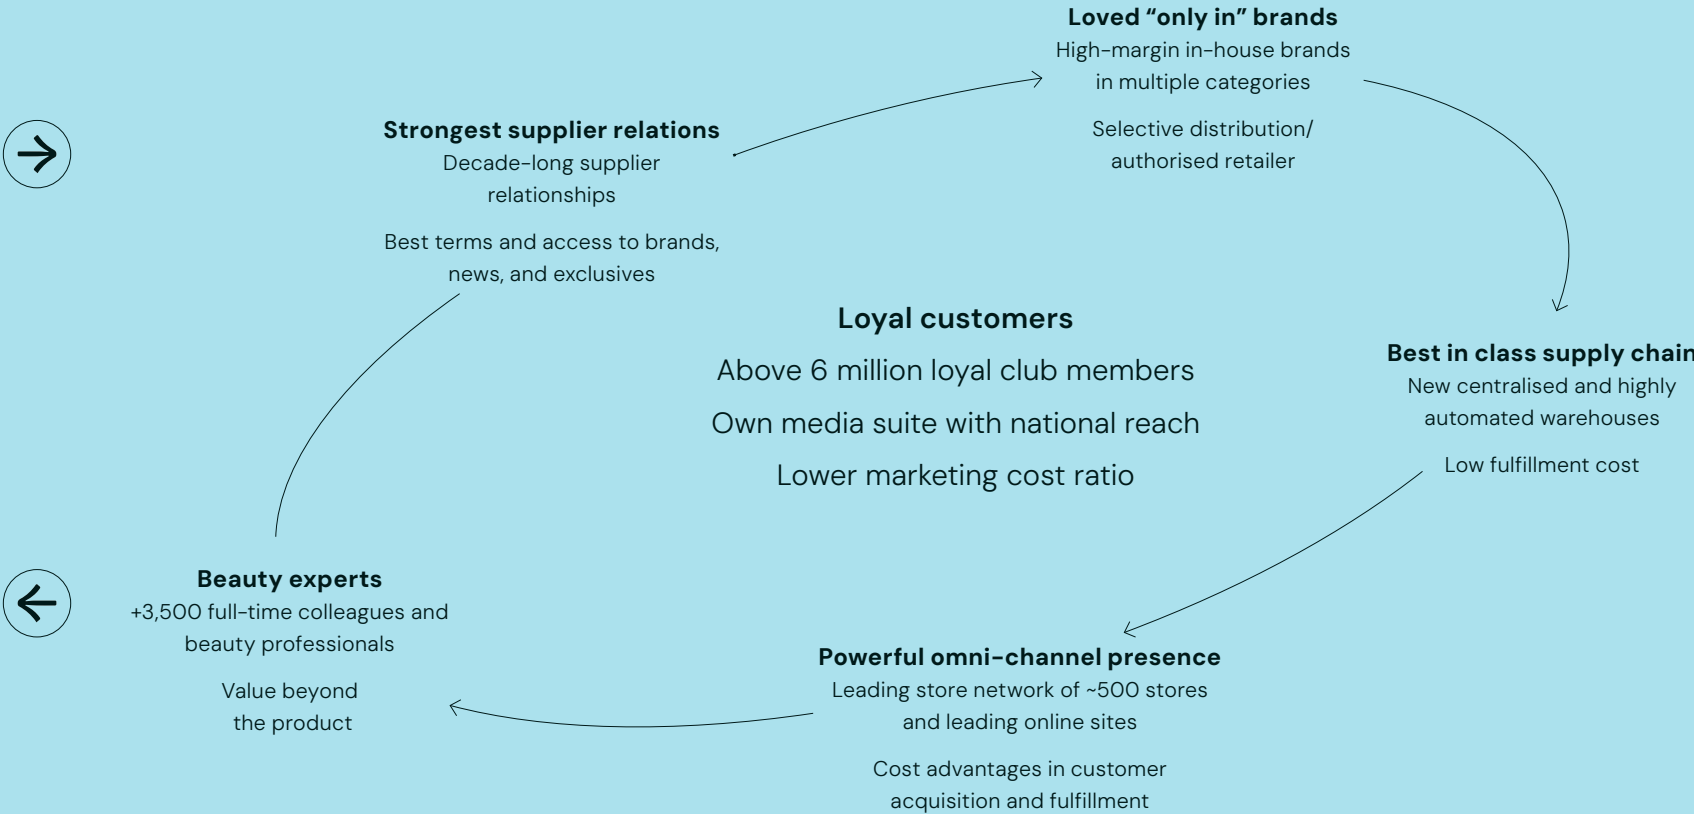 Loved “only in” brands
High-margin in-house brands
in multiple categories
Selective distribution/
authorised retailer
Strongest supplier relations
Decade-long supplier
relationships
Best terms and access to brands,
news, and exclusives
Loyal customers
Above 6 million loyal club members
Own media suite with national reach
Lower marketing cost ratio
Best in class supply chain
New centralised and highly
automated warehouses
Low fulfillment cost
Beauty experts
+3,500 full-time colleagues and
beauty professionals
Value beyond
the product
Powerful omni-channel presence
Leading store network of ~500 stores
and leading online sites
Cost advantages in customer
acquisition and fulfillment